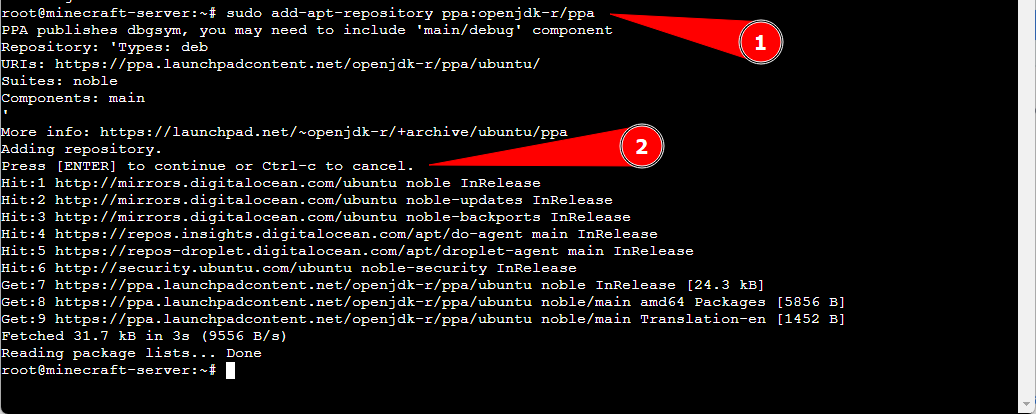 root@minecraft-server:~# sudo add-apt-repository ppa:openjdk-r/ppa
1
PPA publishes dbgsym, you may need to include 'main/debug' component
Repository: 'Types: deb
URIs: https://ppa.launchpadcontent.net/openjdk-r/ppa/ubuntu/
Suites: noble
Components: main
'
More info: https://launchpad.net/~openjdk-r/+archive/ubuntu/ppa
2
Adding repository.
Press [ENTER] to continue or Ctrl-c to cancel.
Hit:1 http://mirrors.digitalocean.com/ubuntu noble InRelease
Hit:2 http://mirrors.digitalocean.com/ubuntu noble-updates InRelease
Hit:3 http://mirrors.digitalocean.com/ubuntu noble-backports InRelease
Hit:4 https://repos.insights.digitalocean.com/apt/do-agent main InRelease
Hit:5 https://repos-droplet.digitalocean.com/apt/droplet-agent main InRelease
Hit:6 http://security.ubuntu.com/ubuntu noble-security InRelease
Get:7 https://ppa.launchpadcontent.net/openjdk-r/ppa/ubuntu noble InRelease [24.3 kB]
Get:8 https://ppa.launchpadcontent.net/openjdk-r/ppa/ubuntu noble/main amd64 Packages [5856 B]
Get:9 https://ppa.launchpadcontent.net/openjdk-r/ppa/ubuntu noble/main Translation-en [1452 B]
Fetched 31.7 kB in 3s (9556 B/s)
Reading package lists... Done
root@minecraft-server:~#